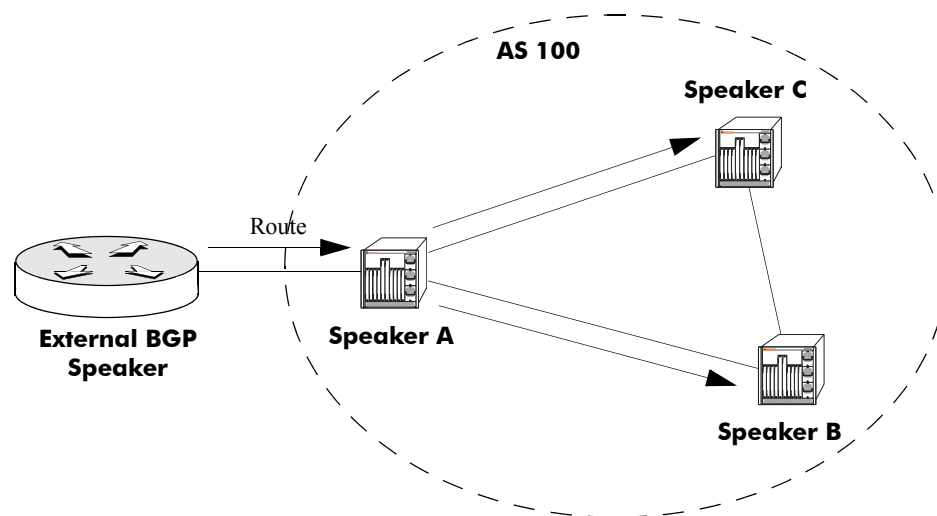 AS 100
Speaker C
Route
External BGP
Speaker
Speaker A
Speaker B